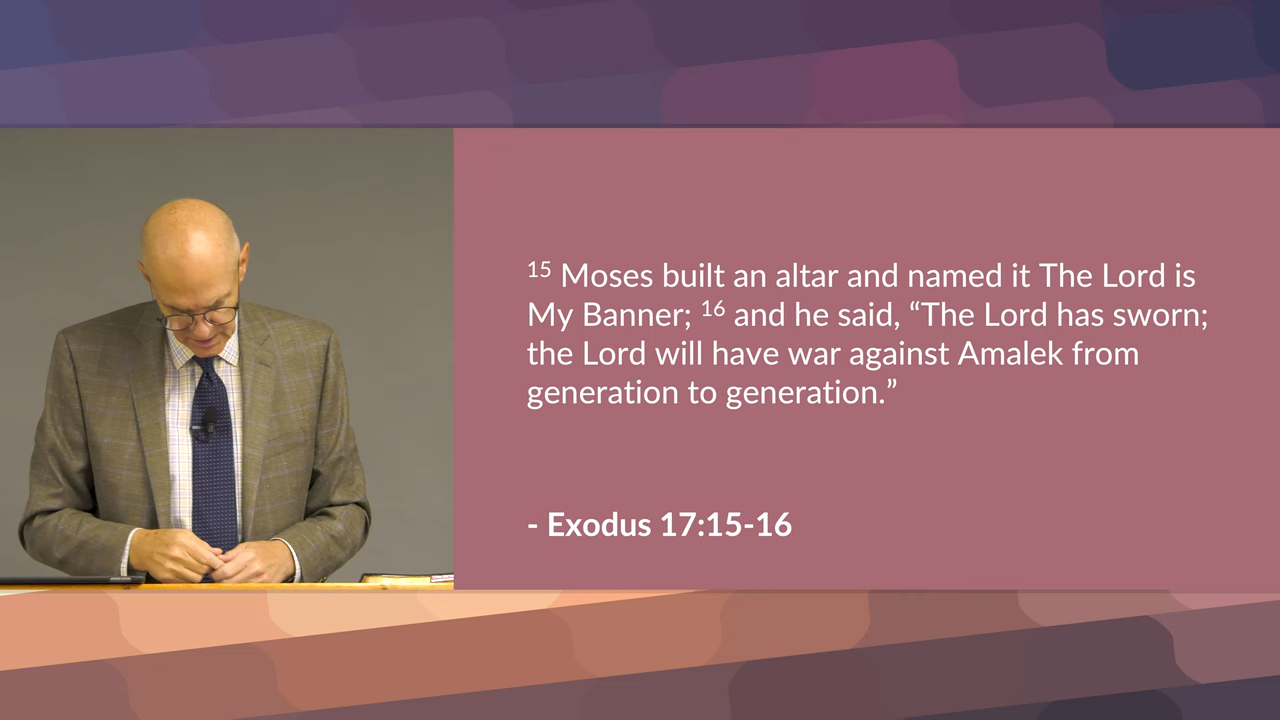 15 Moses built an altar and named it The Lord is
My Banner; 16 and he said, “The Lord has sworn;
the Lord will have war against Amalek from
generation to generation.”
- Exodus 17:15-16